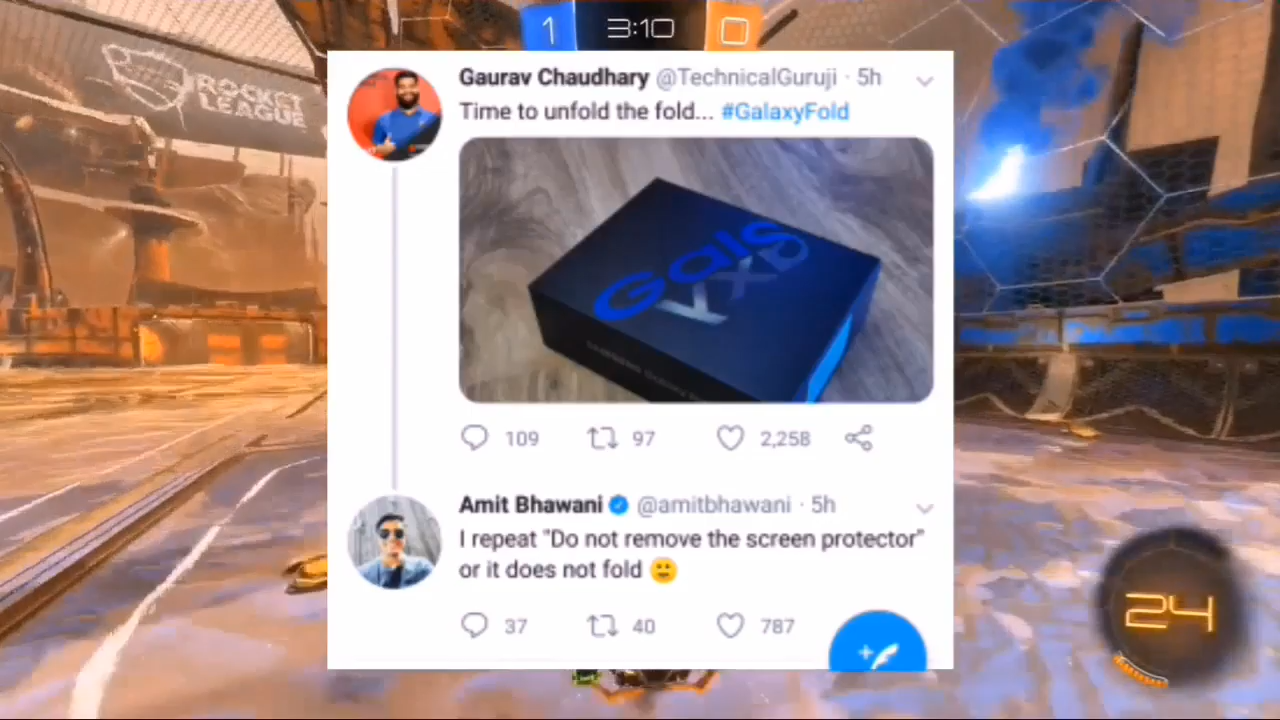 1 3:10 0
ROCKET
LEAGUE
Gaurav Chaudhary @TechnicalGuruji · 5h
Time to unfold the fold... #GalaxyFold
Gala
xy
109 97 2,258
Amit Bhawani @amitbhawani · 5h
I repeat "Do not remove the screen protector"
or it does not fold 🙂
37 40 787
24